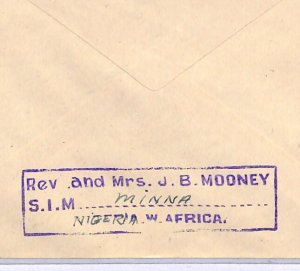 Rev. and Mrs. J. B. MOONEY
S.I.M. MINNA
NIGERIA W. AFRICA.